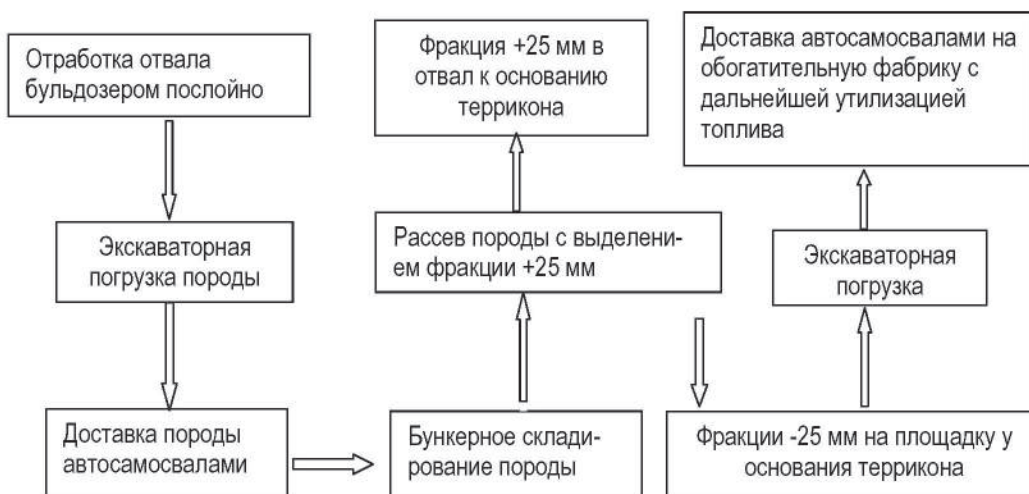 Отработка отвала
бульдозером послойно
Экскаваторная
погрузка породы
Доставка породы
автосамосвалами
Бункерное склади-
рование породы
Рассев породы с выделени-
ем фракции +25 мм
Фракция +25 мм в
отвал к основанию
террикона
Фракции -25 мм на площадку у
основания террикона
Экскаваторная
погрузка
Доставка автосамосвалами на
обогатительную фабрику с
дальнейшей утилизацией
топлива